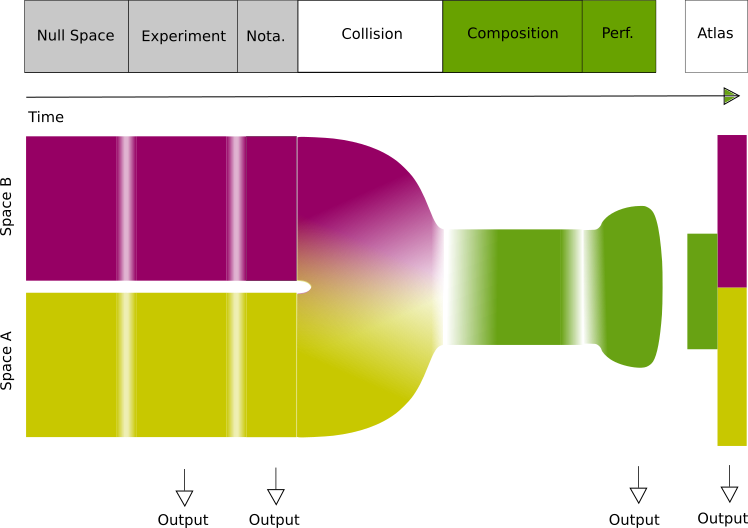 Null Space
Experiment
Nota.
Collision
Composition
Perf.
Atlas
Time
Space B
Space A
Output
Output
Output
Output